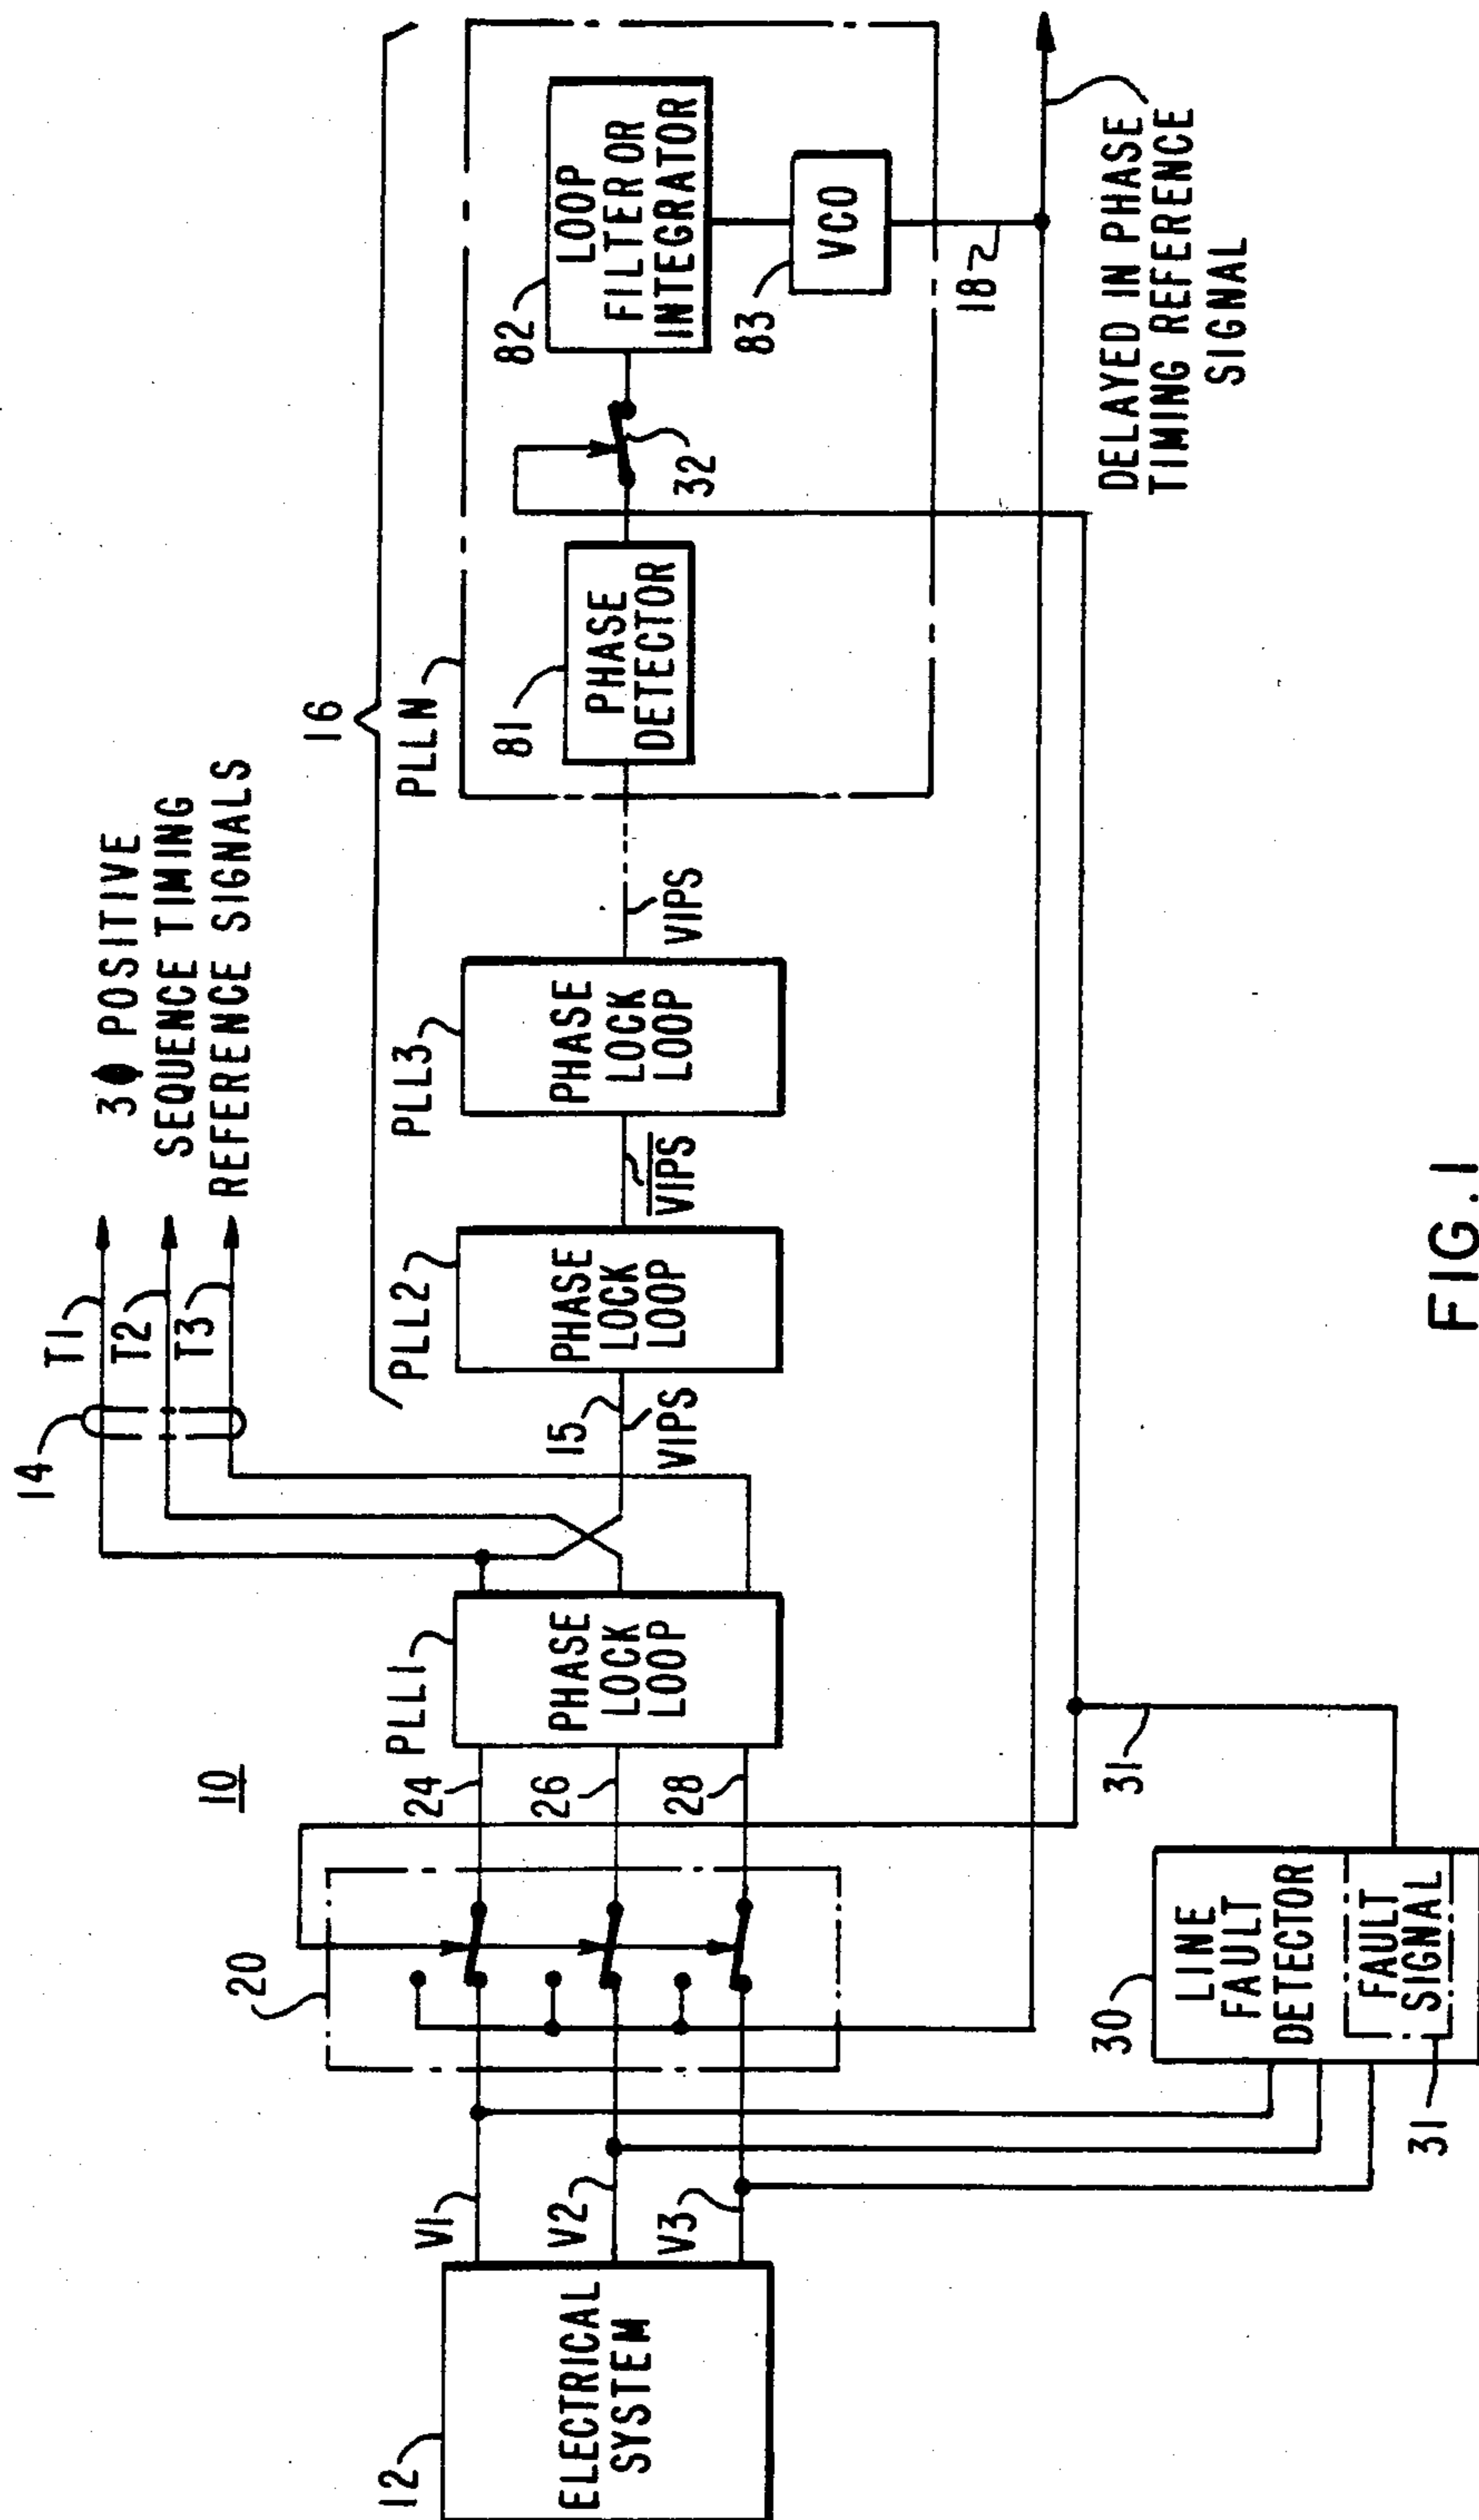 10
3Φ POSITIVE
SEQUENCE TIMING
REFERENCE SIGNALS
14
T1
T2
T3
16
12
ELECTRICAL
SYSTEM
V1
V2
V3
20
24
26
28
PLL1
PHASE
LOCK
LOOP
15
VIPS
PLL2
PHASE
LOCK
LOOP
VIPS
PLL3
PHASE
LOCK
LOOP
VIPS
PLLN
81
PHASE
DETECTOR
32
82
LOOP
FILTER OR
INTEGRATOR
83
VCO
18
DELAYED IN PHASE
TIMING REFERENCE
SIGNAL
30
LINE
FAULT
DETECTOR
FAULT
SIGNAL
31
31
FIG. 1